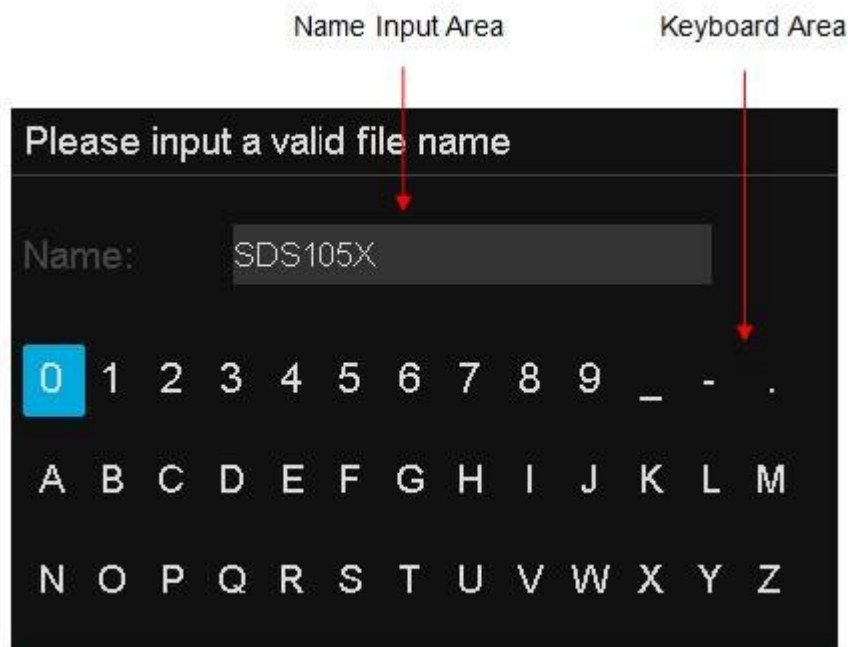 Name Input Area Keyboard Area
Please input a valid file name
Name: SDS105X
0 1 2 3 4 5 6 7 8 9 _ - .
A B C D E F G H I J K L M
N O P Q R S T U V W X Y Z